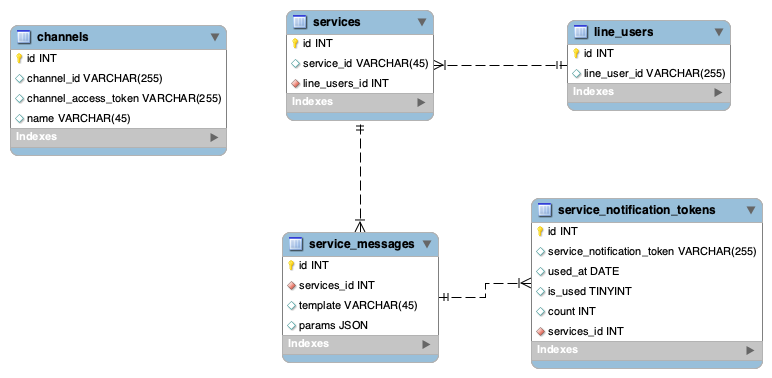 channels
id INT
channel_id VARCHAR(255)
channel_access_token VARCHAR(255)
name VARCHAR(45)
Indexes
services
id INT
service_id VARCHAR(45)
line_users_id INT
Indexes
line_users
id INT
line_user_id VARCHAR(255)
Indexes
service_messages
id INT
services_id INT
template VARCHAR(45)
params JSON
Indexes
service_notification_tokens
id INT
service_notification_token VARCHAR(255)
used_at DATE
is_used TINYINT
count INT
services_id INT
Indexes